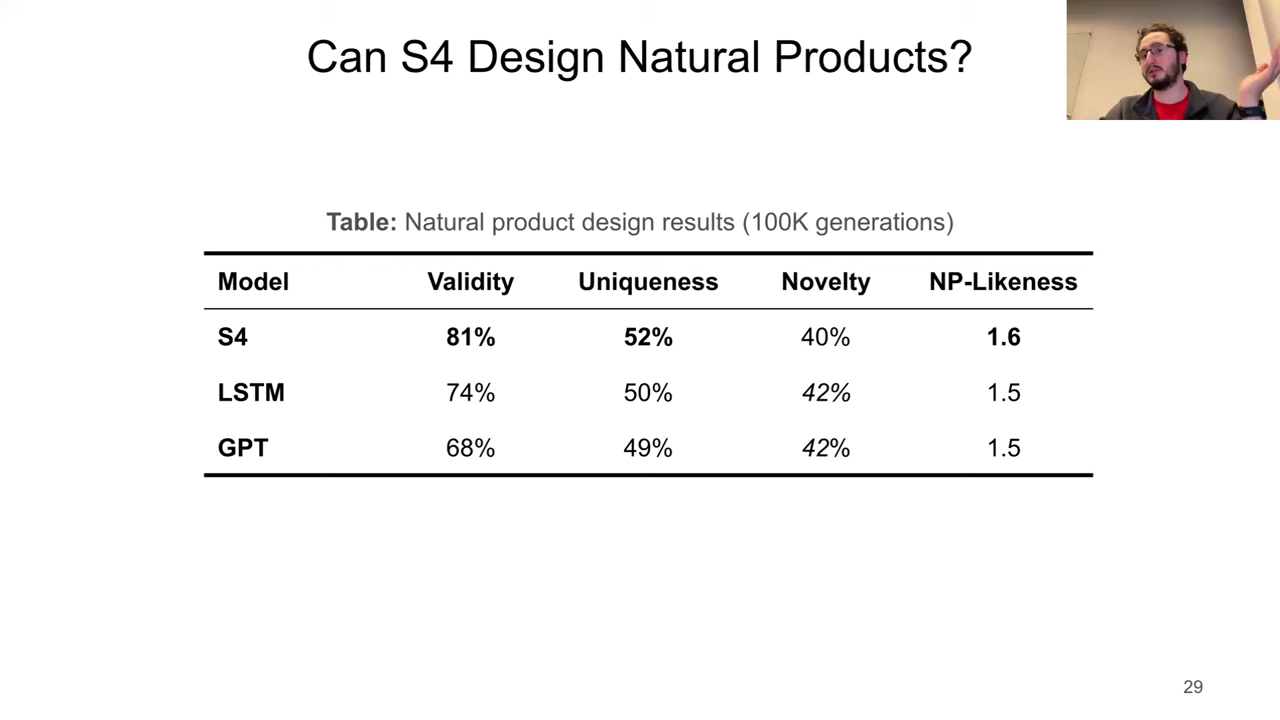 Can S4 Design Natural Products?
Table: Natural product design results (100K generations)
Model Validity Uniqueness Novelty NP-Likeness
S4 81% 52% 40% 1.6
LSTM 74% 50% 42% 1.5
GPT 68% 49% 42% 1.5
29